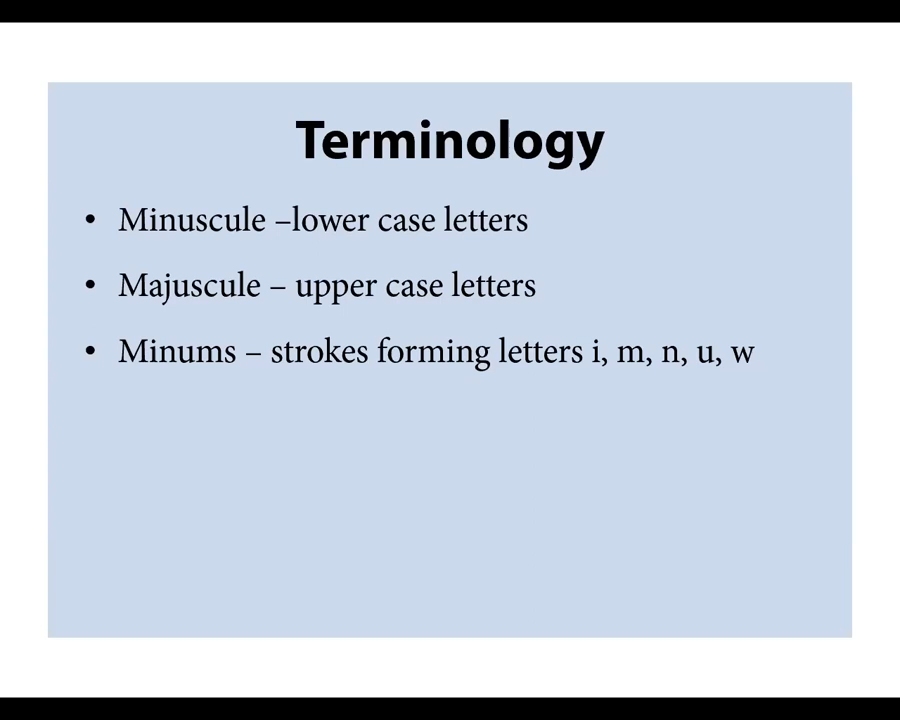 Terminology
• Minuscule –lower case letters
• Majuscule – upper case letters
• Minums – strokes forming letters i, m, n, u, w